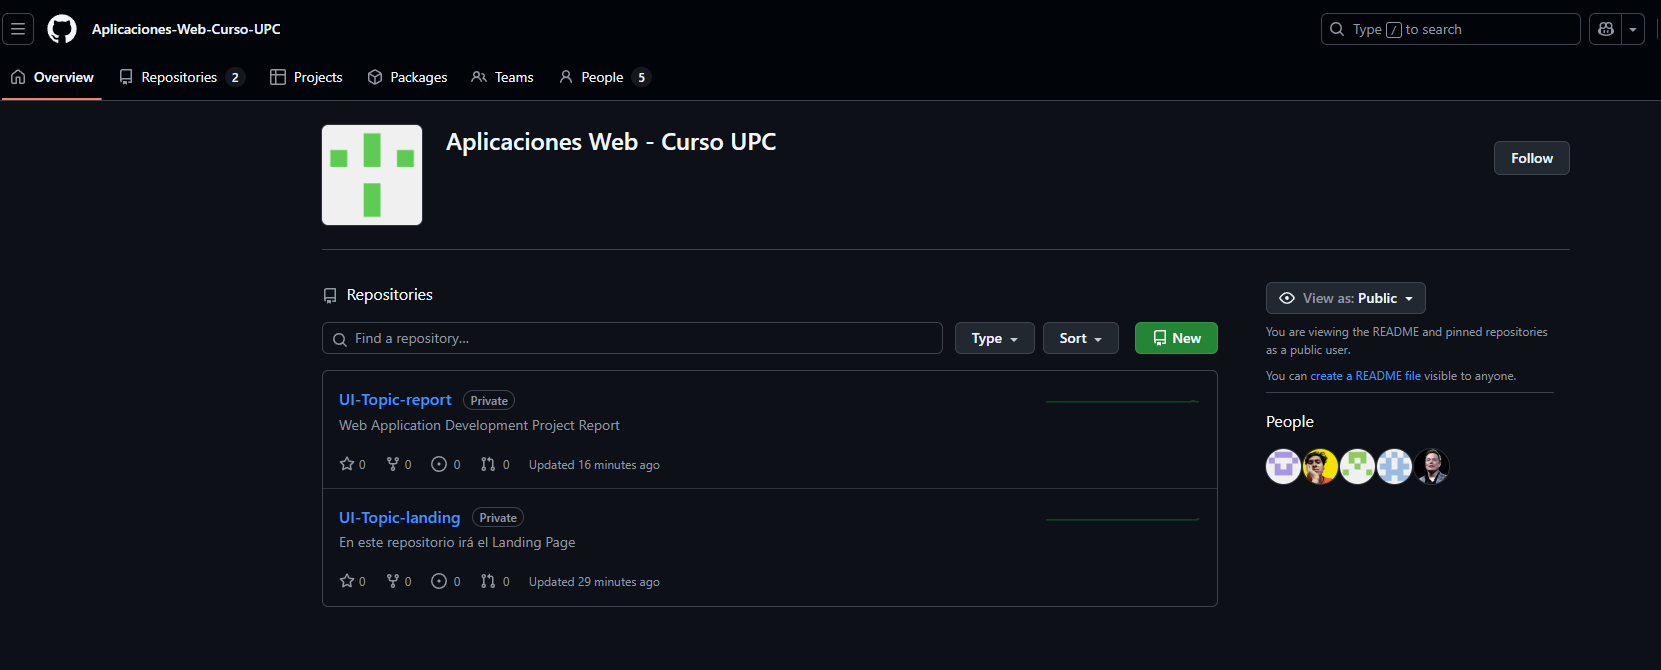 Aplicaciones-Web-Curso-UPC
Type / to search
Overview Repositories 2 Projects Packages Teams People 5
Aplicaciones Web - Curso UPC
Follow
Repositories
Find a repository...
Type Sort New
UI-Topic-report Private
Web Application Development Project Report
0 0 0 0 Updated 16 minutes ago
UI-Topic-landing Private
En este repositorio irá el Landing Page
0 0 0 0 Updated 29 minutes ago
View as: Public
You are viewing the README and pinned repositories
as a public user.
You can create a README file visible to anyone.
People